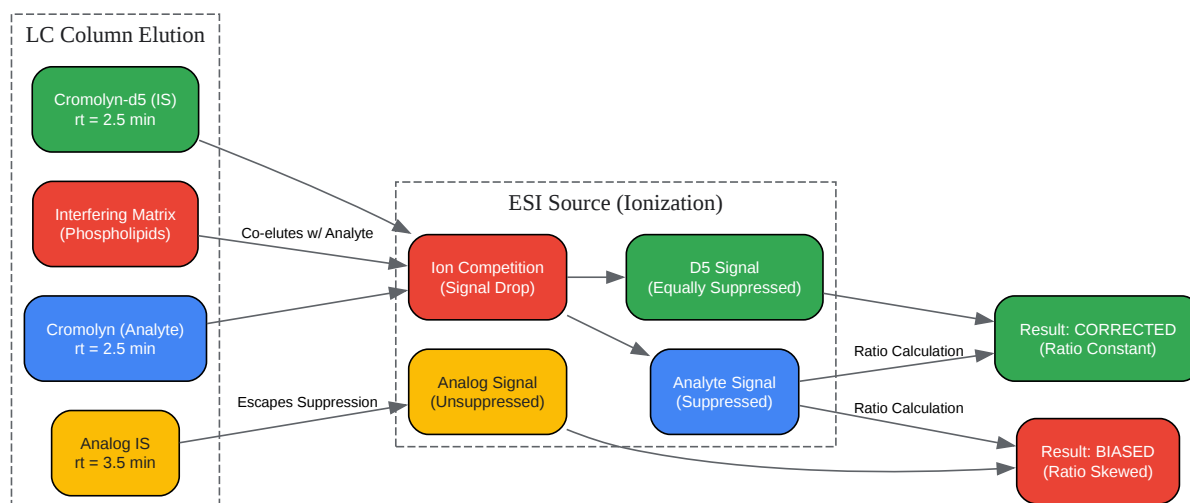 LC Column Elution
Cromolyn-d5 (IS)
rt = 2.5 min
Interfering Matrix
(Phospholipids)
Cromolyn (Analyte)
rt = 2.5 min
Analog IS
rt = 3.5 min
Co-elutes w/ Analyte
Escapes Suppression
ESI Source (Ionization)
Ion Competition
(Signal Drop)
D5 Signal
(Equally Suppressed)
Analog Signal
(Unsuppressed)
Analyte Signal
(Suppressed)
Ratio Calculation
Ratio Calculation
Result: CORRECTED
(Ratio Constant)
Result: BIASED
(Ratio Skewed)